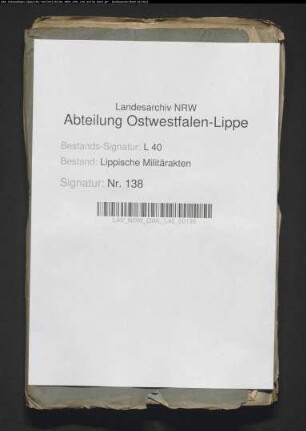 Landesarchiv NRW
Abteilung Ostwestfalen-Lippe
Bestands-Signatur: L 40
Bestand: Lippische Militärakten
Signatur: Nr. 138